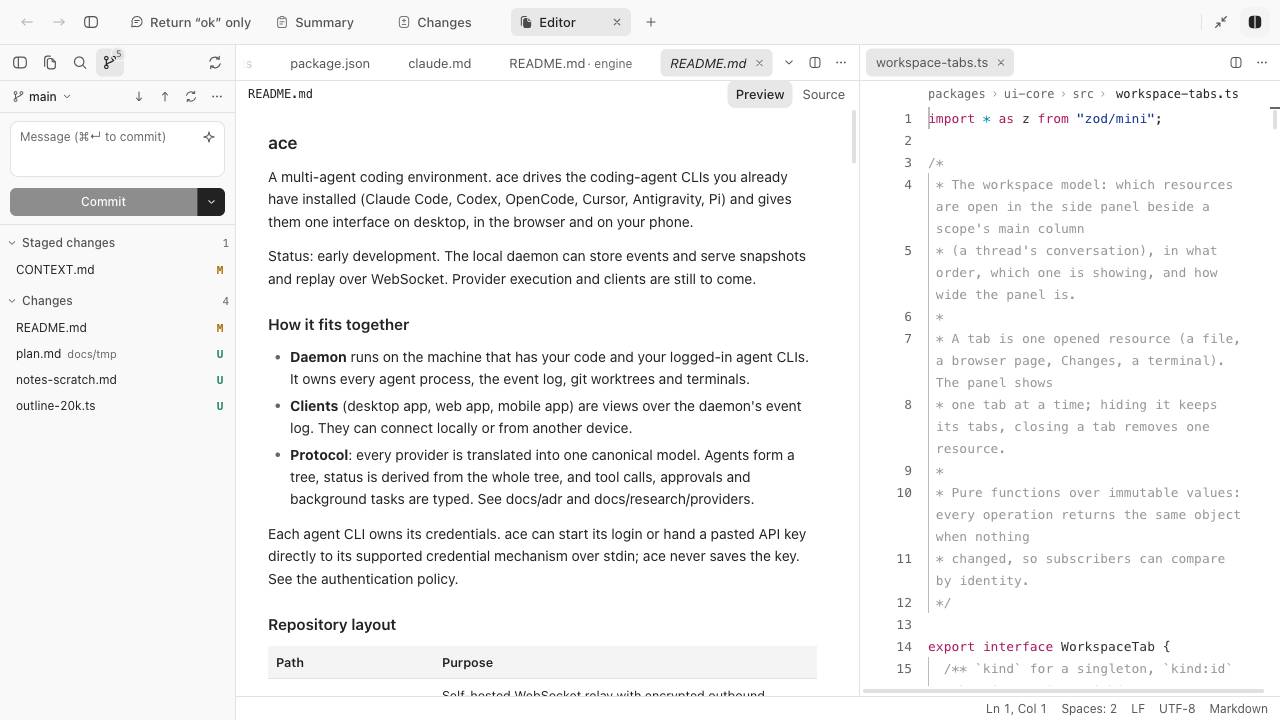 Return “ok” only
Summary
Changes
Editor
5
s
package.json
claude.md
README.md · engine
README.md
workspace-tabs.ts
main
README.md
Preview
Source
packages › ui-core › src › workspace-tabs.ts
Message (⌘↵ to commit)
Commit
Staged changes 1
CONTEXT.md M
Changes 4
README.md M
plan.md docs/tmp U
notes-scratch.md U
outline-20k.ts U
ace
A multi-agent coding environment. ace drives the coding-agent CLIs you already
have installed (Claude Code, Codex, OpenCode, Cursor, Antigravity, Pi) and gives
them one interface on desktop, in the browser and on your phone.
Status: early development. The local daemon can store events and serve snapshots
and replay over WebSocket. Provider execution and clients are still to come.
How it fits together
• Daemon runs on the machine that has your code and your logged-in agent CLIs.
It owns every agent process, the event log, git worktrees and terminals.
• Clients (desktop app, web app, mobile app) are views over the daemon's event
log. They can connect locally or from another device.
• Protocol: every provider is translated into one canonical model. Agents form a
tree, status is derived from the whole tree, and tool calls, approvals and
background tasks are typed. See docs/adr and docs/research/providers.
Each agent CLI owns its credentials. ace can start its login or hand a pasted API key
directly to its supported credential mechanism over stdin; ace never saves the key.
See the authentication policy.
Repository layout
Path Purpose
Self-hosted WebSocket relay with encrypted outbound
1 import * as z from "zod/mini";
2
3 /*
4 * The workspace model: which resources
are open in the side panel beside a
scope's main column
5 * (a thread's conversation), in what
order, which one is showing, and how
wide the panel is.
6 *
7 * A tab is one opened resource (a file,
a browser page, Changes, a terminal).
The panel shows
8 * one tab at a time; hiding it keeps
its tabs, closing a tab removes one
resource.
9 *
10 * Pure functions over immutable values:
every operation returns the same object
when nothing
11 * changed, so subscribers can compare
by identity.
12 */
13
14 export interface WorkspaceTab {
15 /** `kind` for a singleton, `kind:id`
Ln 1, Col 1
Spaces: 2
LF
UTF-8
Markdown